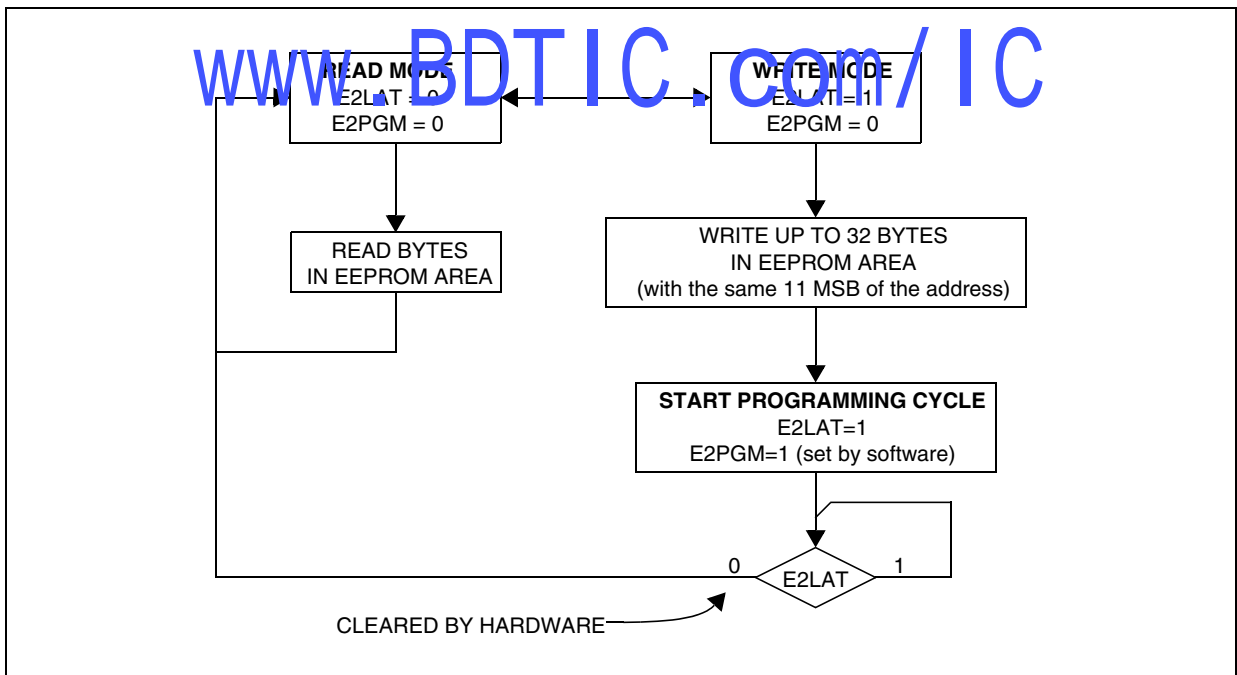 www.BDTIC.com/IC
READ MODE
E2LAT = 0
E2PGM = 0
WRITE MODE
E2LAT = 1
E2PGM = 0
READ BYTES
IN EEPROM AREA
WRITE UP TO 32 BYTES
IN EEPROM AREA
(with the same 11 MSB of the address)
START PROGRAMMING CYCLE
E2LAT=1
E2PGM=1 (set by software)
0
E2LAT
1
CLEARED BY HARDWARE